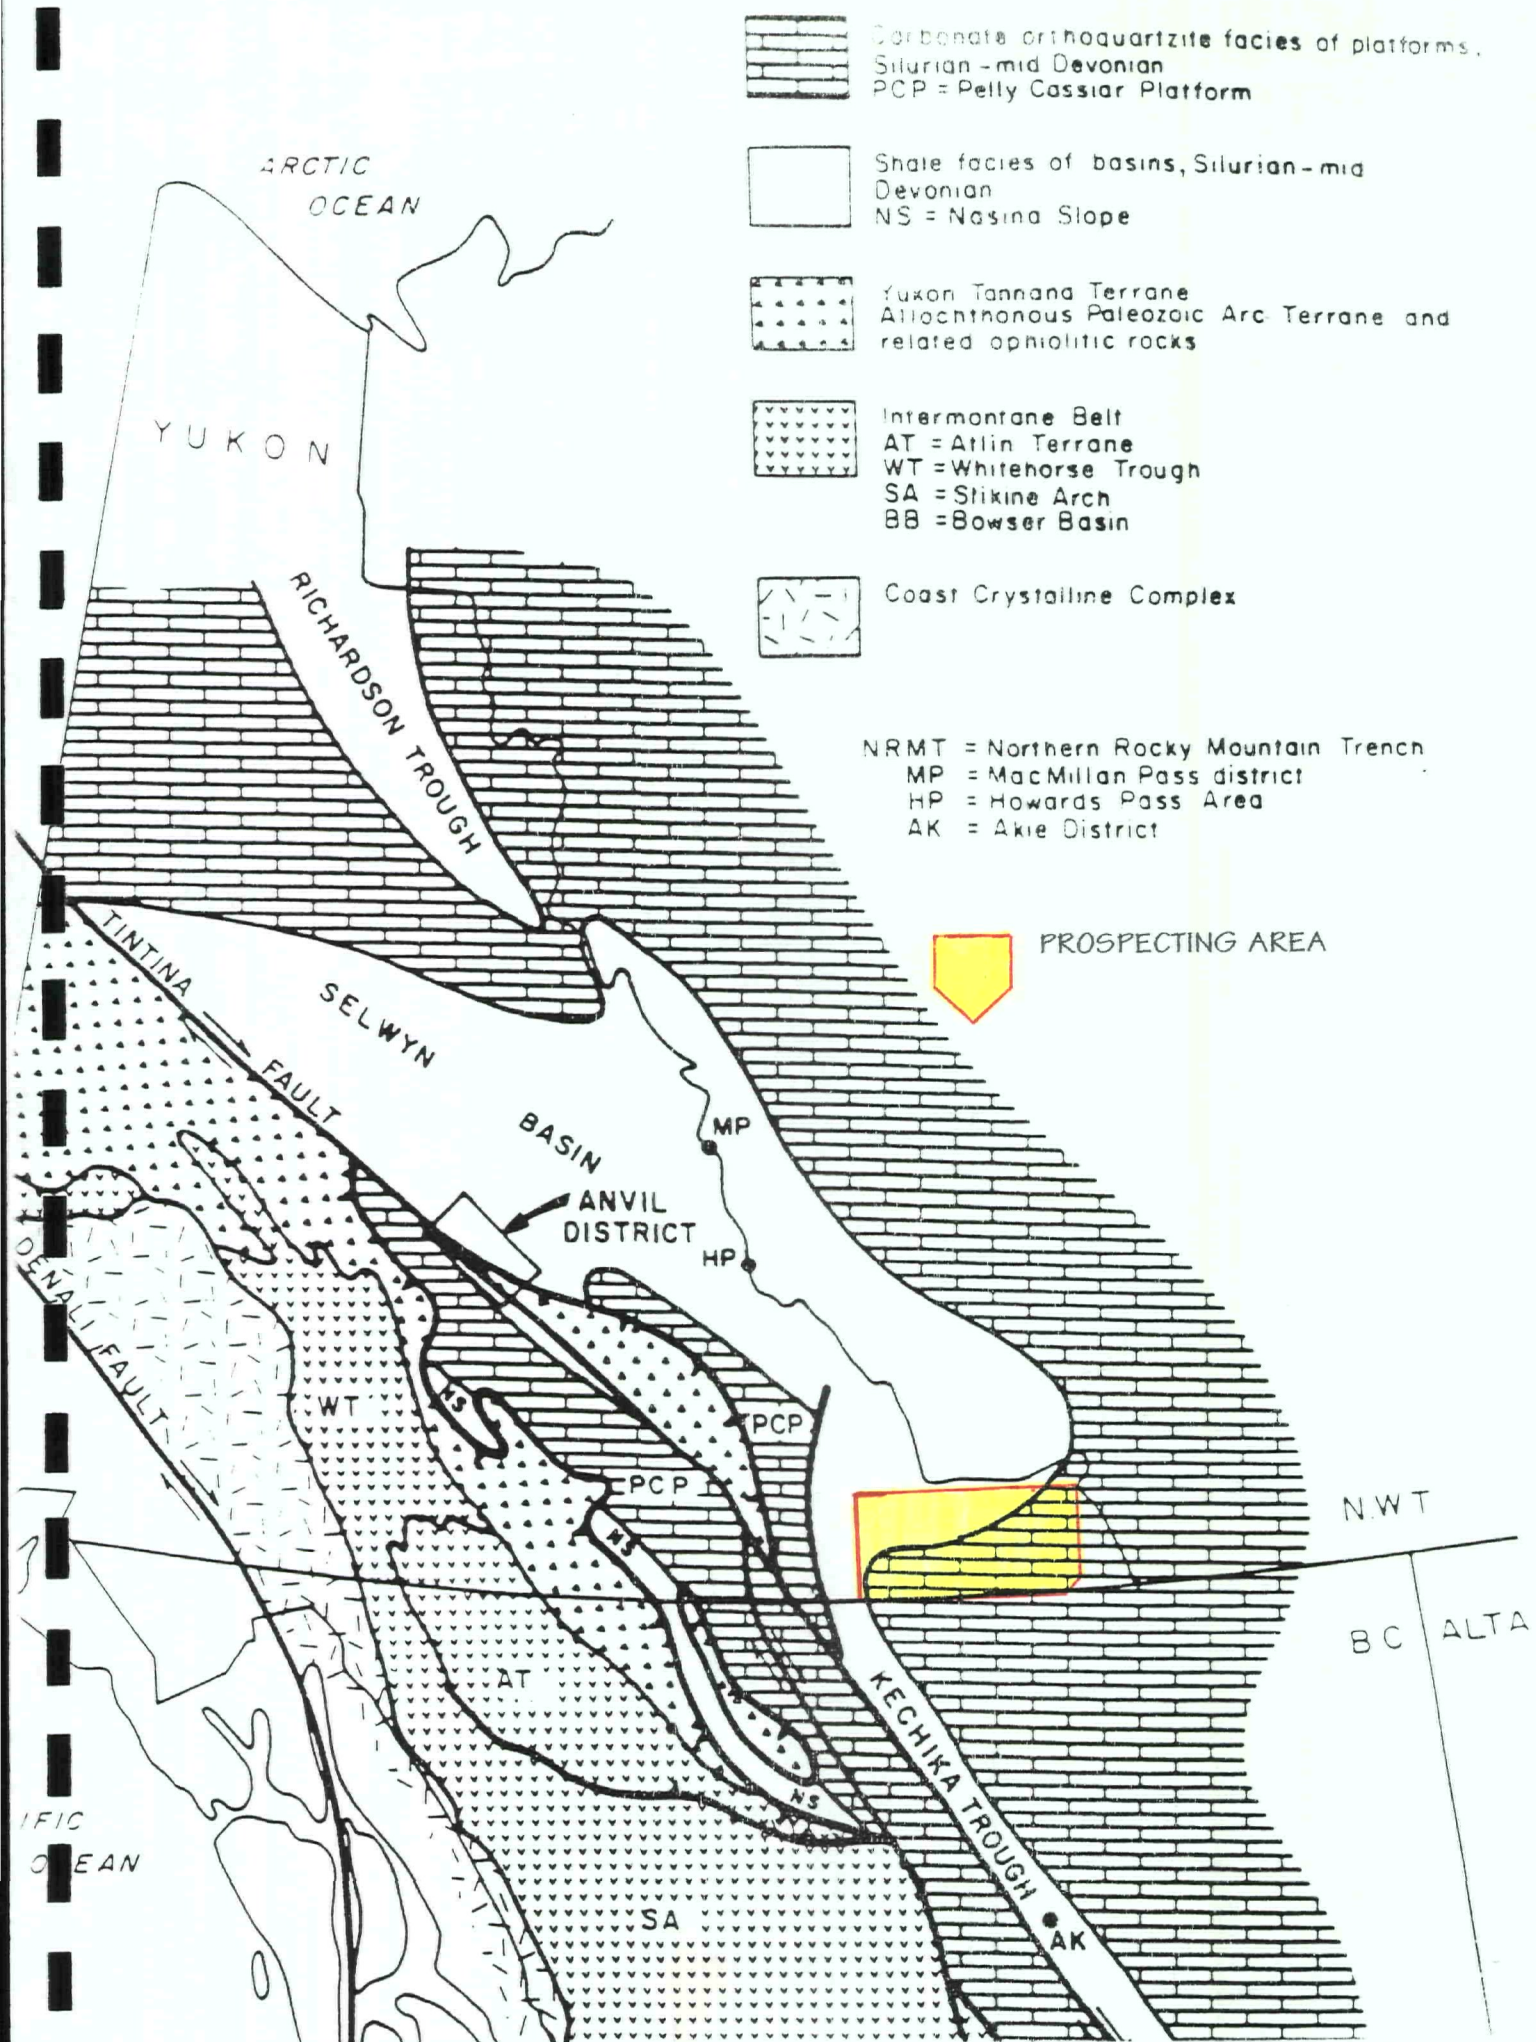 Carbonate orthoquartzite facies of platforms,
Silurian-mid Devonian
PCP = Pelly Cassiar Platform
Shale facies of basins, Silurian-mid
Devonian
NS = Nasina Slope
Yukon Tannana Terrane
Allochthonous Paleozoic Arc Terrane and
related ophiolitic rocks
Intermontane Belt
AT = Atlin Terrane
WT = Whitehorse Trough
SA = Stikine Arch
BB = Bowser Basin
Coast Crystalline Complex
NRMT = Northern Rocky Mountain Trench
MP = MacMillan Pass district
HP = Howards Pass Area
AK = Akie District
PROSPECTING AREA
ARCTIC
OCEAN
YUKON
RICHARDSON TROUGH
TINTINA
FAULT
SELWYN
BASIN
MP
ANVIL
DISTRICT
HP
DENALI FAULT
WT
NS
PCP
PCP
NS
N.W.T
BC
ALTA
AT
KECHIKA TROUGH
NS
IFIC
OCEAN
SA
AK